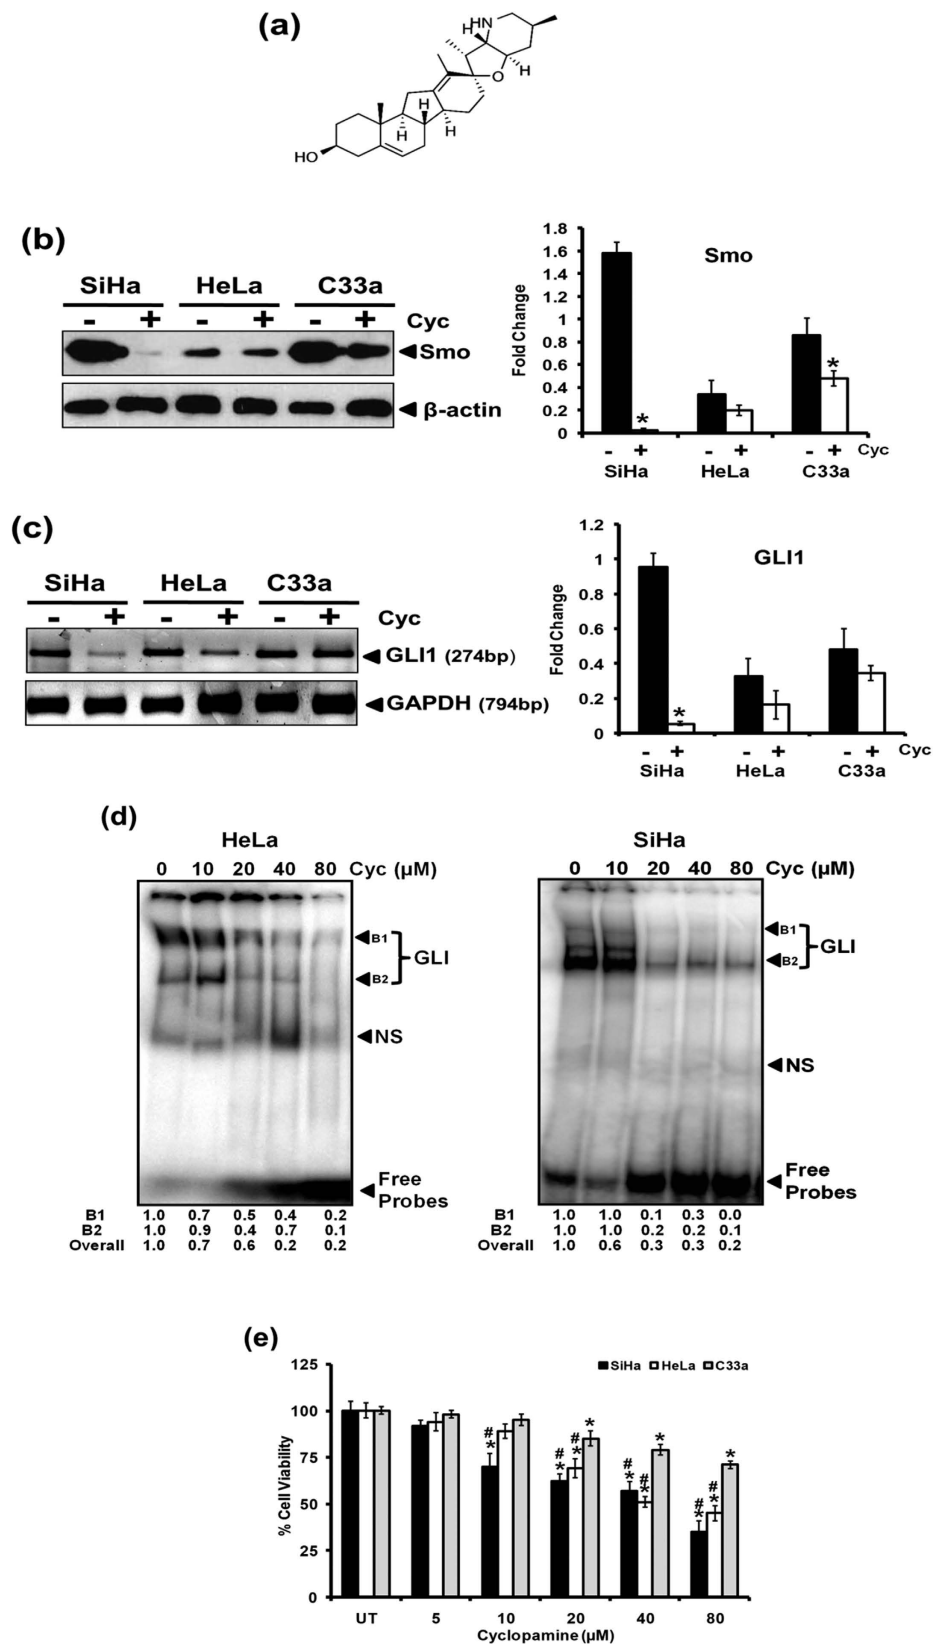 (a)
HN
H
H
O
H
H
H
HO
(b)
SiHa HeLa C33a
- + - + - + Cyc
Smo
β-actin
Smo
Fold Change
1.8
1.6
1.4
1.2
1
0.8
0.6
0.4
0.2
0
*
*
- + - + - + Cyc
SiHa HeLa C33a
(c)
SiHa HeLa C33a
- + - + - + Cyc
GLI1 (274bp)
GAPDH (794bp)
GLI1
Fold Change
1.2
1
0.8
0.6
0.4
0.2
0
*
- + - + - + Cyc
SiHa HeLa C33a
(d)
HeLa
0 10 20 40 80 Cyc (µM)
B1
B2
GLI
NS
Free
Probes
B1 1.0 0.7 0.5 0.4 0.2
B2 1.0 0.9 0.4 0.7 0.1
Overall 1.0 0.7 0.6 0.2 0.2
SiHa
0 10 20 40 80 Cyc (µM)
B1
B2
GLI
NS
Free
Probes
B1 1.0 1.0 0.1 0.3 0.0
B2 1.0 1.0 0.2 0.2 0.1
Overall 1.0 0.6 0.3 0.3 0.2
(e)
SiHa HeLa C33a
% Cell Viability
125
100
75
50
25
0
# # # * # # * # # *
* * * * * * *
UT 5 10 20 40 80
Cyclopamine (µM)